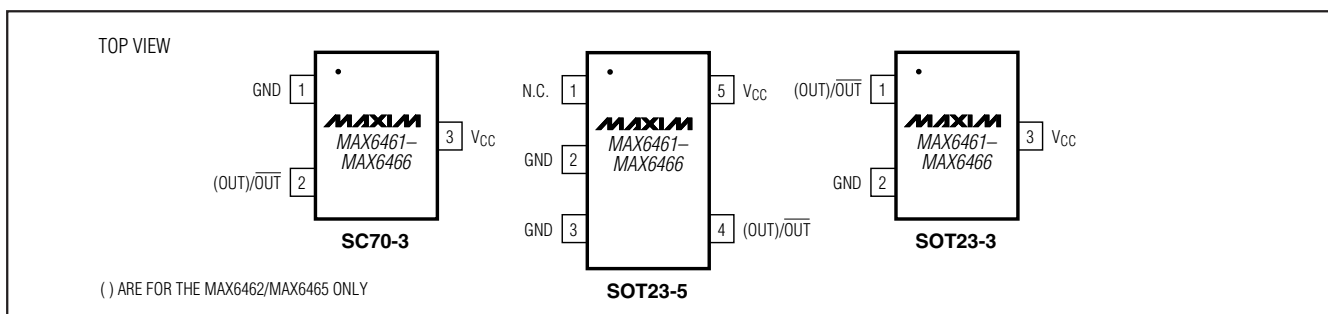 TOP VIEW
GND 1
MAXIM
MAX6461–
MAX6466
3 VCC
(OUT)/OUT 2
SC70-3
N.C. 1
5 VCC
MAXIM
MAX6461–
MAX6466
GND 2
GND 3
4 (OUT)/OUT
SOT23-5
(OUT)/OUT 1
MAXIM
MAX6461–
MAX6466
3 VCC
GND 2
SOT23-3
( ) ARE FOR THE MAX6462/MAX6465 ONLY